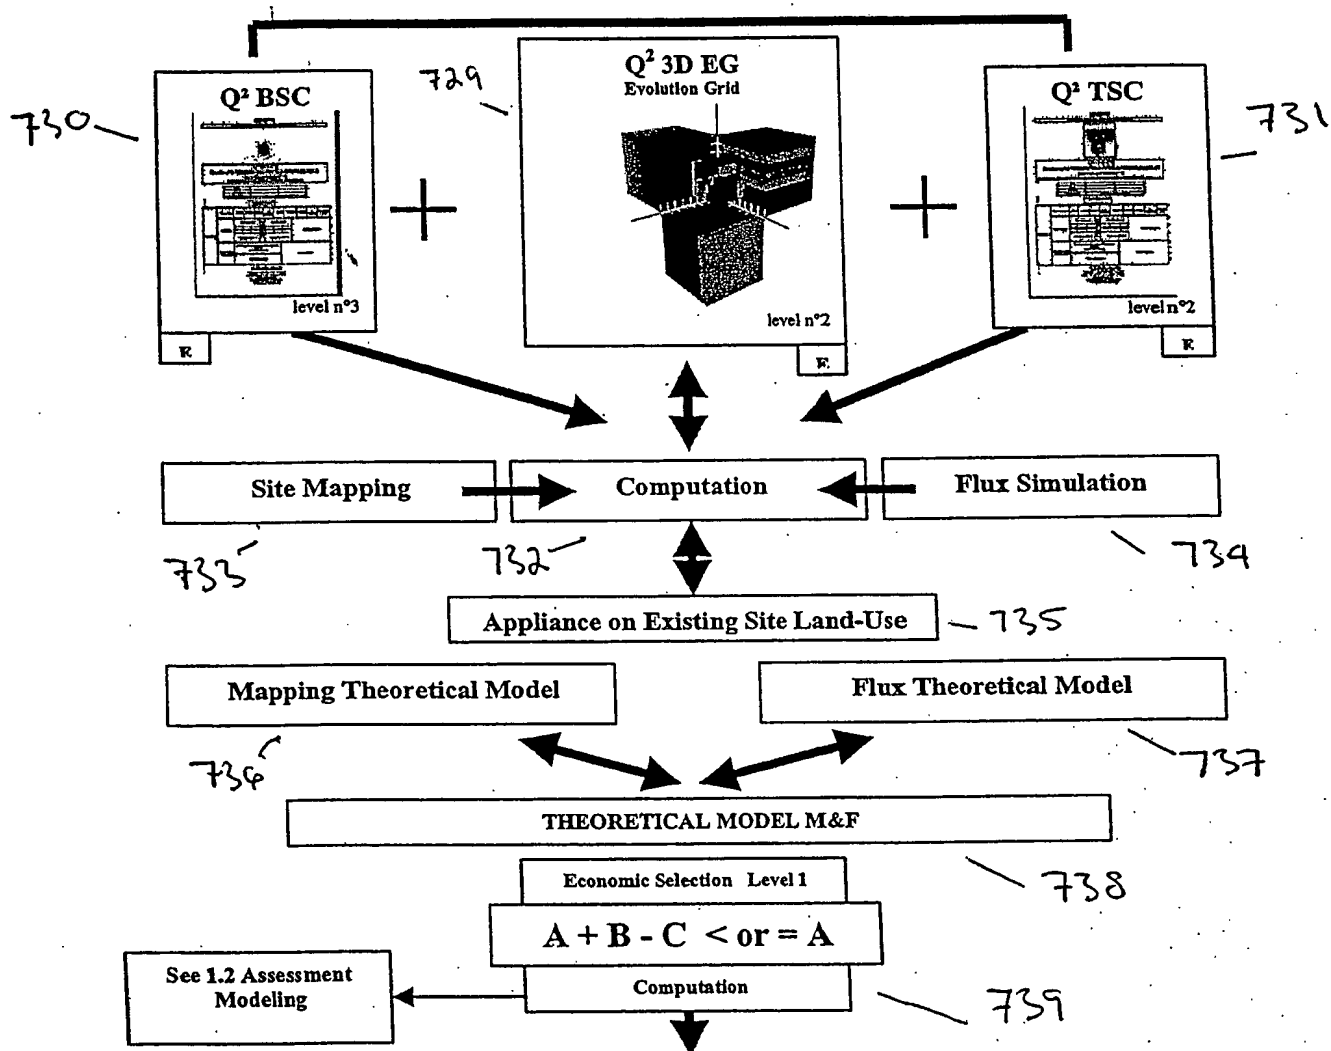 Q² BSC
level n°3
E
730
729
Q² 3D EG
Evolution Grid
level n°2
E
Q² TSC
level n°2
E
731
Site Mapping
Computation
Flux Simulation
733
732
734
Appliance on Existing Site Land-Use
735
Mapping Theoretical Model
Flux Theoretical Model
736
737
THEORETICAL MODEL M&F
738
Economic Selection Level 1
A + B - C < or = A
Computation
739
See 1.2 Assessment
Modeling